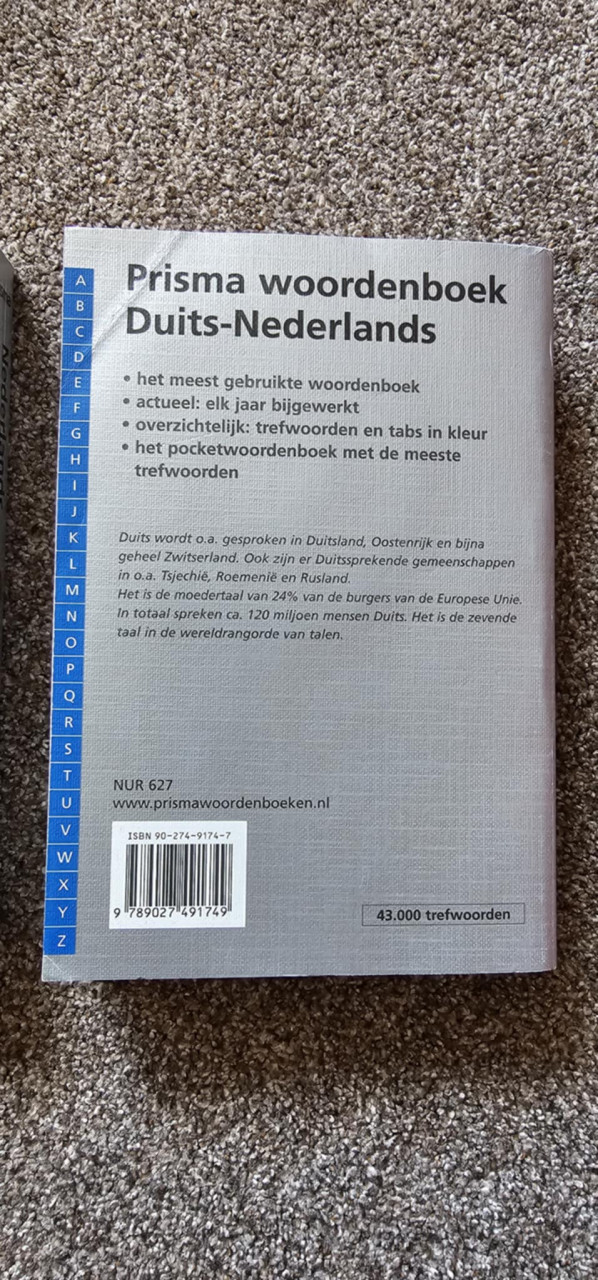 A
B
C
D
E
F
G
H
I
J
K
L
M
N
O
P
Q
R
S
T
U
V
W
X
Y
Z
Prisma woordenboek
Duits-Nederlands
• het meest gebruikte woordenboek
• actueel: elk jaar bijgewerkt
• overzichtelijk: trefwoorden en tabs in kleur
• het pocketwoordenboek met de meeste
trefwoorden
Duits wordt o.a. gesproken in Duitsland, Oostenrijk en bijna
geheel Zwitserland. Ook zijn er Duitssprekende gemeenschappen
in o.a. Tsjechië, Roemenië en Rusland.
Het is de moedertaal van 24% van de burgers van de Europese Unie.
In totaal spreken ca. 120 miljoen mensen Duits. Het is de zevende
taal in de wereldrangorde van talen.
NUR 627
www.prismawoordenboeken.nl
ISBN 90-274-9174-7
9 789027 491749
43.000 trefwoorden